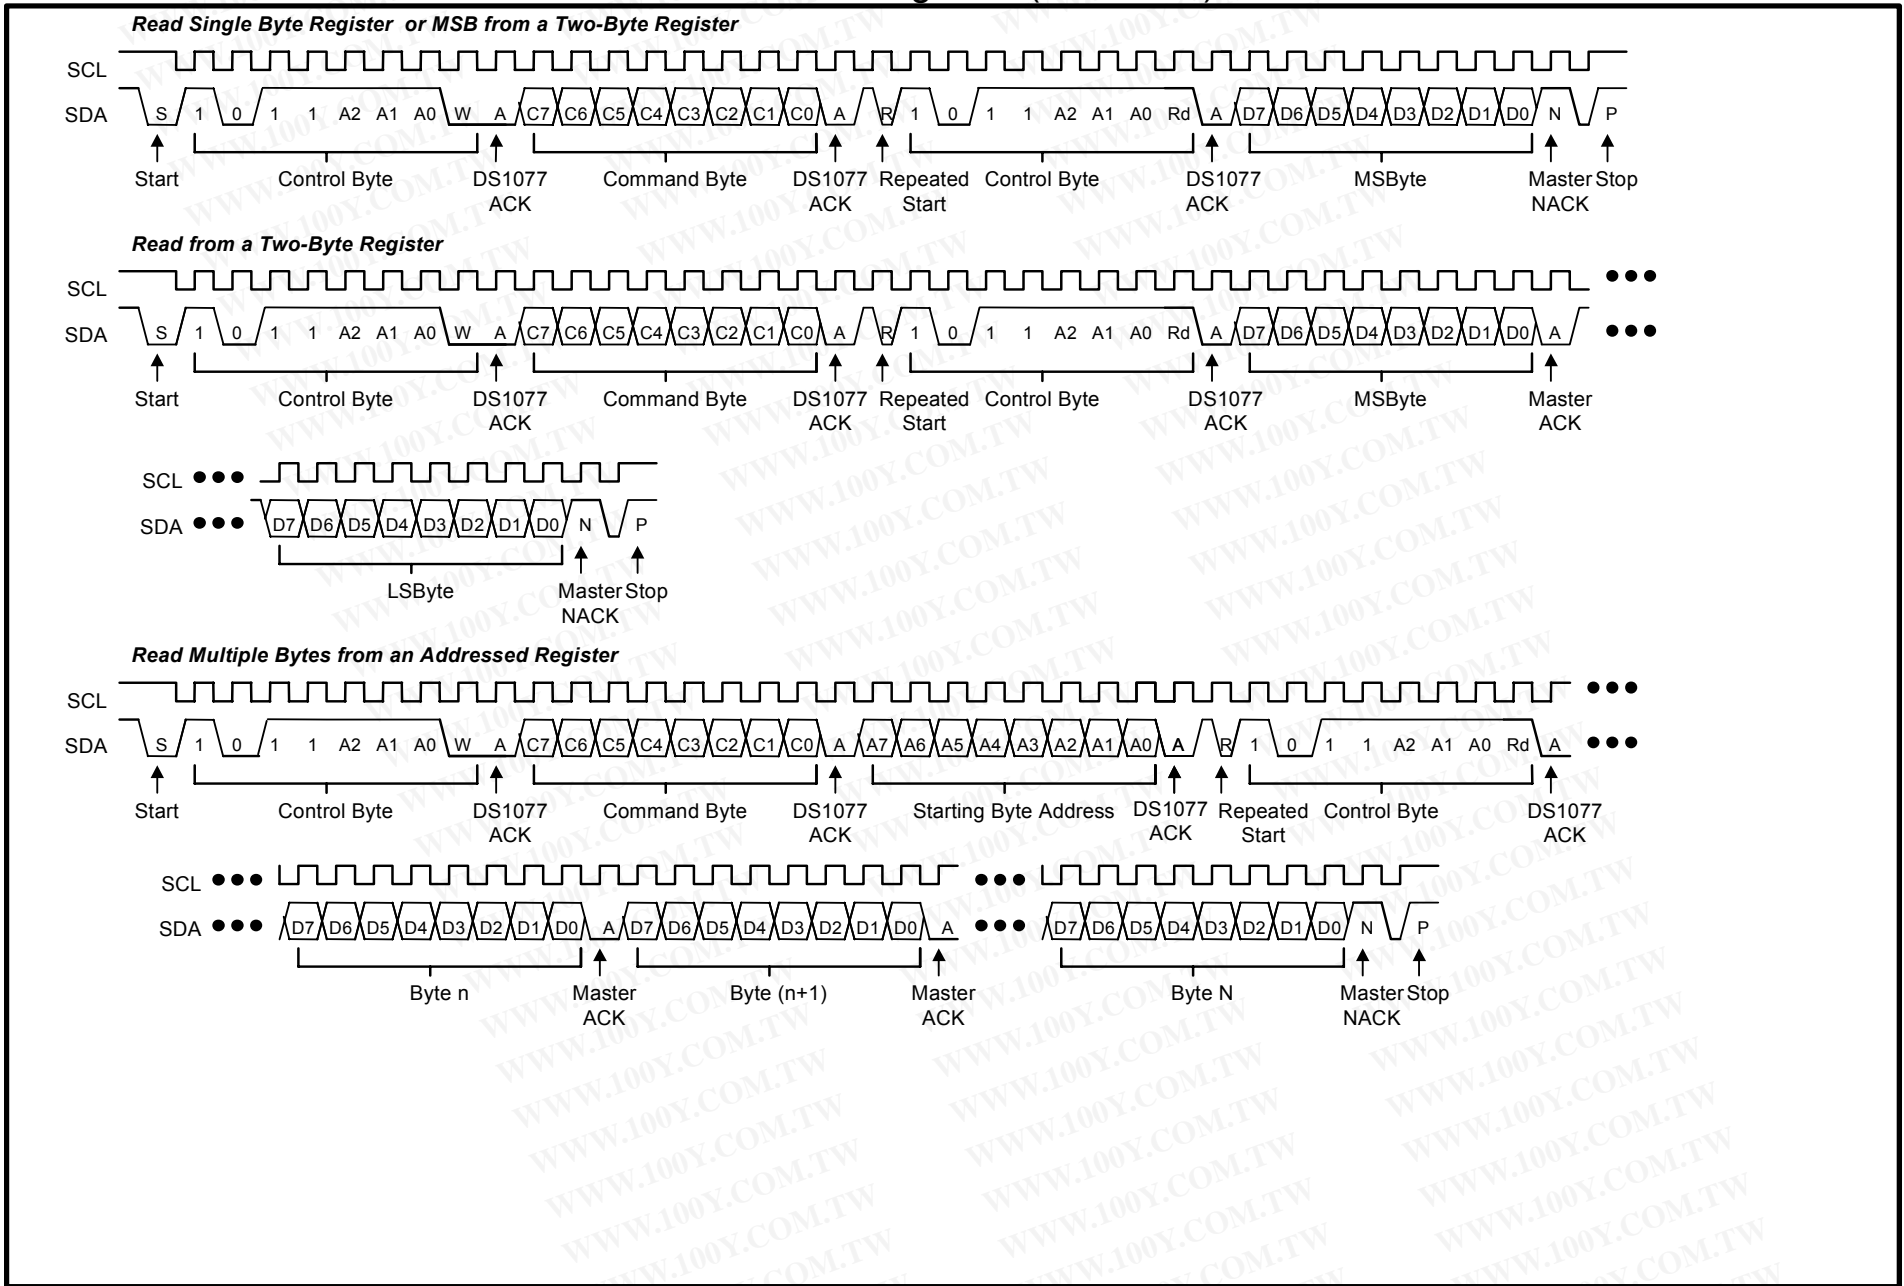 Read Single Byte Register or MSB from a Two-Byte Register
SCL
SDA S 1 0 1 1 A2 A1 A0 W A C7 C6 C5 C4 C3 C2 C1 C0 A R 1 0 1 1 A2 A1 A0 Rd A D7 D6 D5 D4 D3 D2 D1 D0 N P
Start Control Byte DS1077 Command Byte DS1077 Repeated Control Byte DS1077 MSByte Master Stop
ACK ACK Start ACK NACK
Read from a Two-Byte Register
SCL
SDA S 1 0 1 1 A2 A1 A0 W A C7 C6 C5 C4 C3 C2 C1 C0 A R 1 0 1 1 A2 A1 A0 Rd A D7 D6 D5 D4 D3 D2 D1 D0 A
Start Control Byte DS1077 Command Byte DS1077 Repeated Control Byte DS1077 MSByte Master
ACK ACK Start ACK ACK
SCL
SDA D7 D6 D5 D4 D3 D2 D1 D0 N P
LSByte Master Stop
NACK
Read Multiple Bytes from an Addressed Register
SCL
SDA S 1 0 1 1 A2 A1 A0 W A C7 C6 C5 C4 C3 C2 C1 C0 A A7 A6 A5 A4 A3 A2 A1 A0 A R 1 0 1 1 A2 A1 A0 Rd A
Start Control Byte DS1077 Command Byte DS1077 Starting Byte Address DS1077 Repeated Control Byte DS1077
ACK ACK ACK Start ACK
SCL
SDA D7 D6 D5 D4 D3 D2 D1 D0 A D7 D6 D5 D4 D3 D2 D1 D0 A D7 D6 D5 D4 D3 D2 D1 D0 N P
Byte n Master Byte (n+1) Master Byte N Master Stop
ACK ACK NACK
WWW.100Y.COM.TW